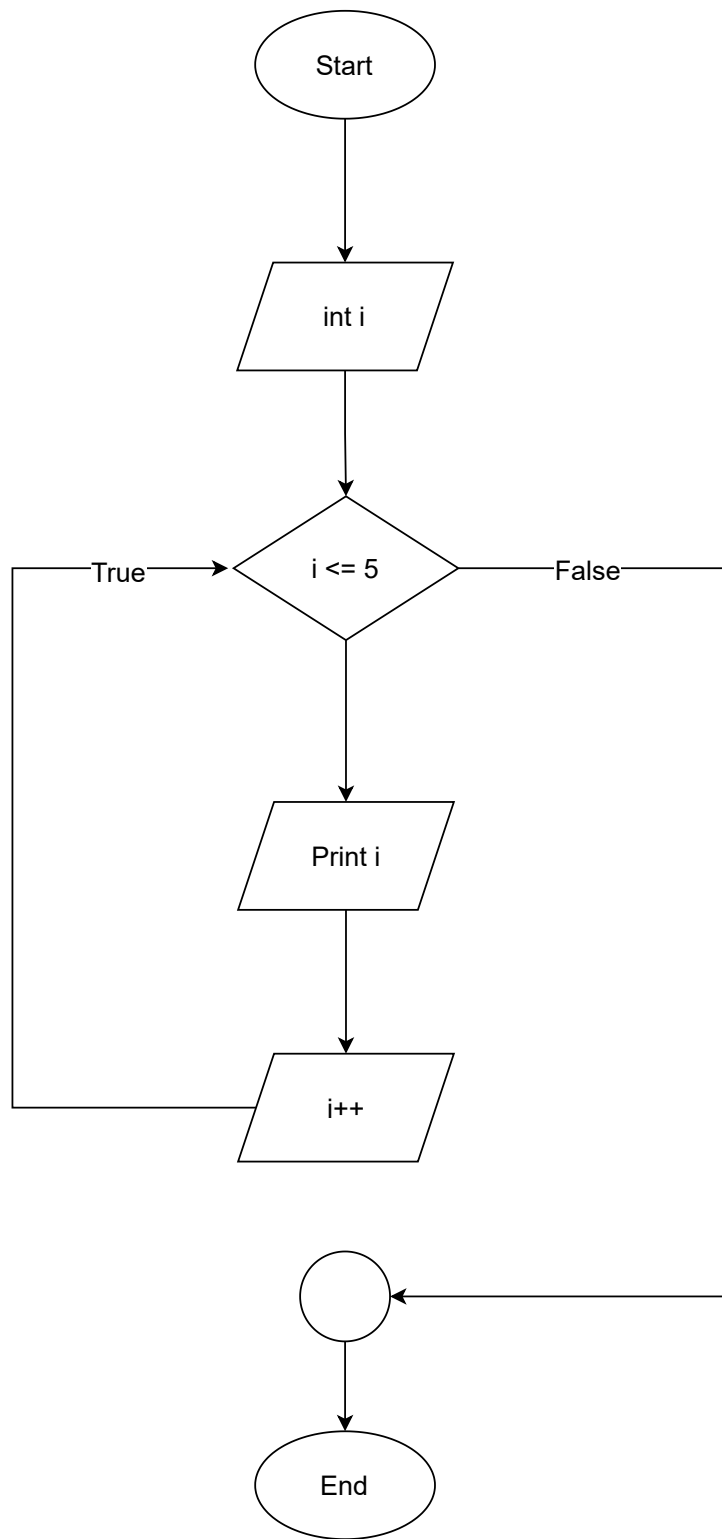 Start
int i
i <= 5
True
False
Print i
i++
End